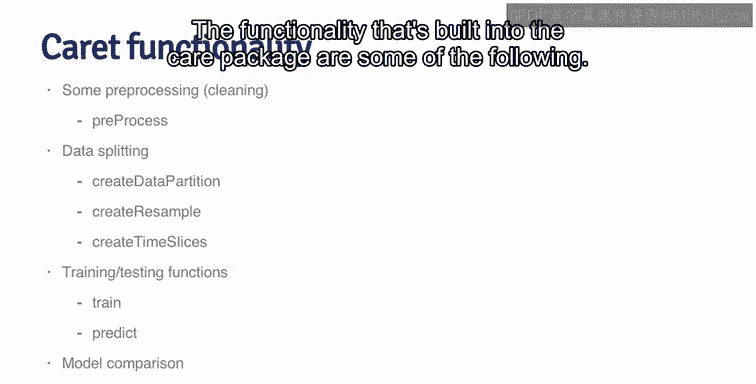 The functionality that's built into the
care package are some of the following.
Caret functionality
· Some preprocessing (cleaning)
- preProcess
· Data splitting
- createDataPartition
- createResample
- createTimeSlices
· Training/testing functions
- train
- predict
· Model comparison